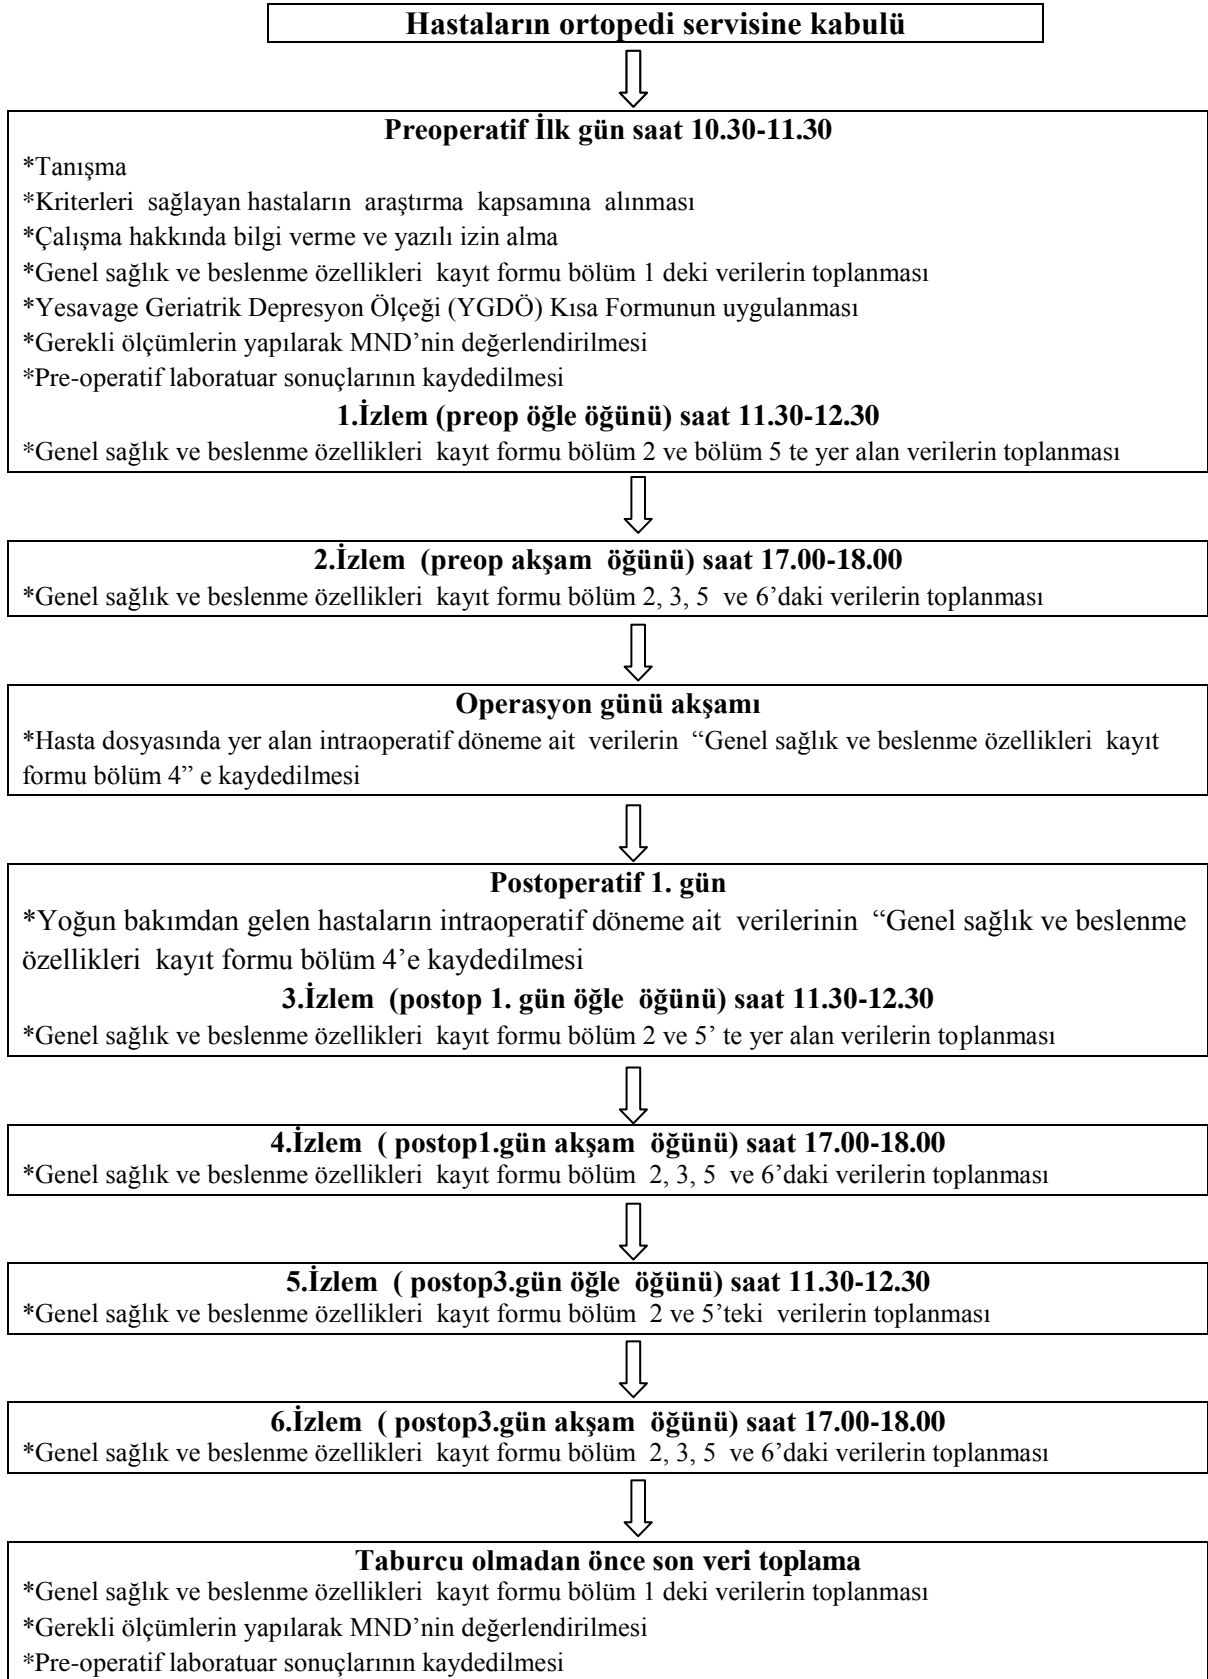 Hastaların ortopedi servisine kabulü
Preoperatif İlk gün saat 10.30-11.30
*Tanışma
*Kriterleri sağlayan hastaların araştırma kapsamına alınması
*Çalışma hakkında bilgi verme ve yazılı izin alma
*Genel sağlık ve beslenme özellikleri kayıt formu bölüm 1 deki verilerin toplanması
*Yesavage Geriatrik Depresyon Ölçeği (YGDÖ) Kısa Formunun uygulanması
*Gerekli ölçümlerin yapılarak MND’nin değerlendirilmesi
*Pre-operatif laboratuar sonuçlarının kaydedilmesi
1.İzlem (preop öğle öğünü) saat 11.30-12.30
*Genel sağlık ve beslenme özellikleri kayıt formu bölüm 2 ve bölüm 5 te yer alan verilerin toplanması
2.İzlem (preop akşam öğünü) saat 17.00-18.00
*Genel sağlık ve beslenme özellikleri kayıt formu bölüm 2, 3, 5 ve 6’daki verilerin toplanması
Operasyon günü akşamı
*Hasta dosyasında yer alan intraoperatif döneme ait verilerin “Genel sağlık ve beslenme özellikleri kayıt
formu bölüm 4” e kaydedilmesi
Postoperatif 1. gün
*Yoğun bakımdan gelen hastaların intraoperatif döneme ait verilerinin “Genel sağlık ve beslenme
özellikleri kayıt formu bölüm 4’e kaydedilmesi
3.İzlem (postop 1. gün öğle öğünü) saat 11.30-12.30
*Genel sağlık ve beslenme özellikleri kayıt formu bölüm 2 ve 5’ te yer alan verilerin toplanması
4.İzlem ( postop1.gün akşam öğünü) saat 17.00-18.00
*Genel sağlık ve beslenme özellikleri kayıt formu bölüm 2, 3, 5 ve 6’daki verilerin toplanması
5.İzlem ( postop3.gün öğle öğünü) saat 11.30-12.30
*Genel sağlık ve beslenme özellikleri kayıt formu bölüm 2 ve 5’teki verilerin toplanması
6.İzlem ( postop3.gün akşam öğünü) saat 17.00-18.00
*Genel sağlık ve beslenme özellikleri kayıt formu bölüm 2, 3, 5 ve 6’daki verilerin toplanması
Taburcu olmadan önce son veri toplama
*Genel sağlık ve beslenme özellikleri kayıt formu bölüm 1 deki verilerin toplanması
*Gerekli ölçümlerin yapılarak MND’nin değerlendirilmesi
*Pre-operatif laboratuar sonuçlarının kaydedilmesi